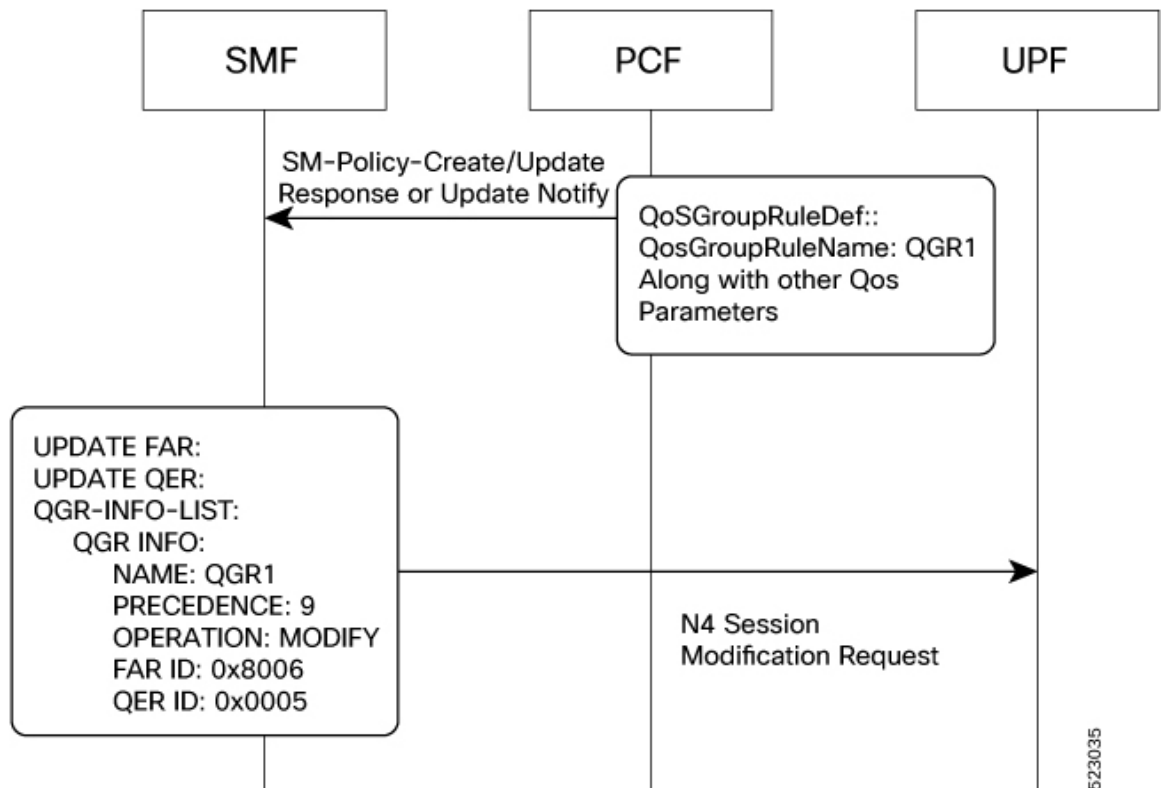 SMF
PCF
UPF
SM-Policy-Create/Update
Response or Update Notify
QoSGroupRuleDef::
QosGroupRuleName: QGR1
Along with other Qos
Parameters
UPDATE FAR:
UPDATE QER:
QGR-INFO-LIST:
QGR INFO:
NAME: QGR1
PRECEDENCE: 9
OPERATION: MODIFY
FAR ID: 0x8006
QER ID: 0x0005
N4 Session
Modification Request
523035